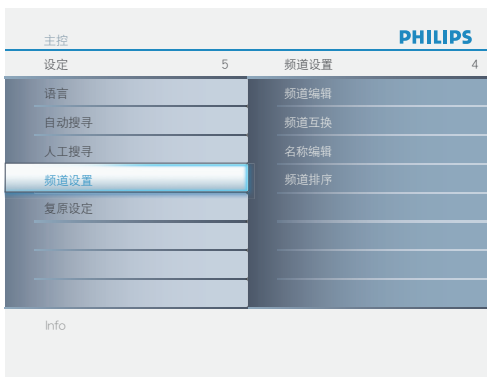 主控 PHILIPS
设定 5 频道设置 4
语言 频道编辑
自动搜寻 频道互换
人工搜寻 名称编辑
频道设置 频道排序
复原设定
Info